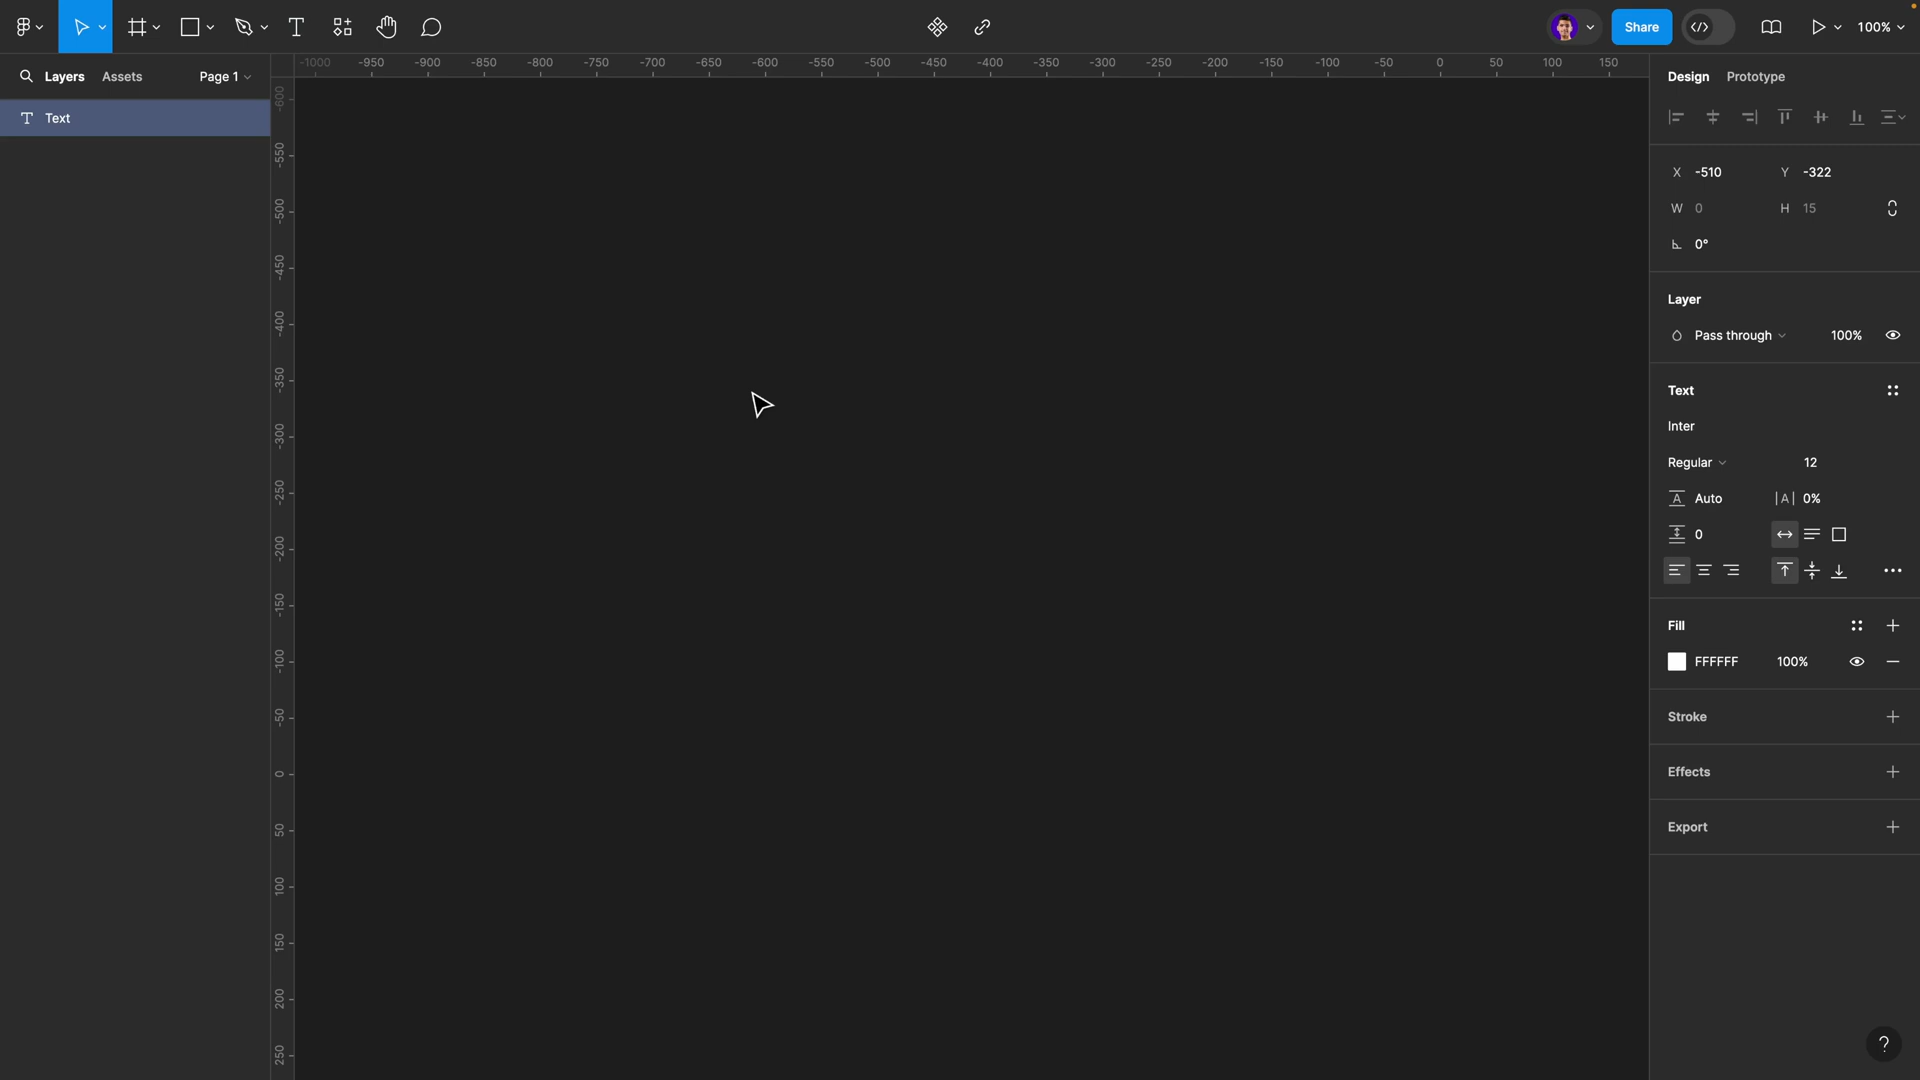 Share
100%
Layers
Assets
Page 1
-1000 -950 -900 -850 -800 -750 -700 -650 -600 -550 -500 -450 -400 -350 -300 -250 -200 -150 -100 -50 0 50 100 150
Text
-600
-550
-500
-450
-400
-350
-300
-250
-200
-150
-100
-50
0
50
100
150
200
250
Design
Prototype
X -510 Y -322
W 0 H 15
0°
Layer
Pass through 100%
Text
Inter
Regular 12
A Auto |A| 0%
0
Fill
FFFFFF 100%
Stroke
Effects
Export
?